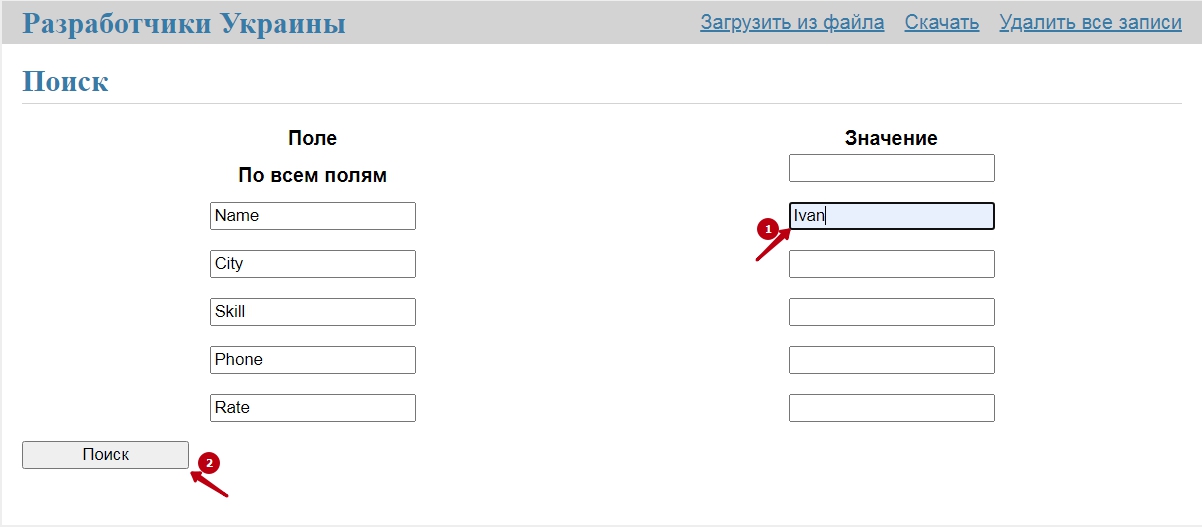 Разработчики Украины Загрузить из файла Скачать Удалить все записи
Поиск
Поле Значение
По всем полям
Name Ivan
1
City
Skill
Phone
Rate
Поиск
2